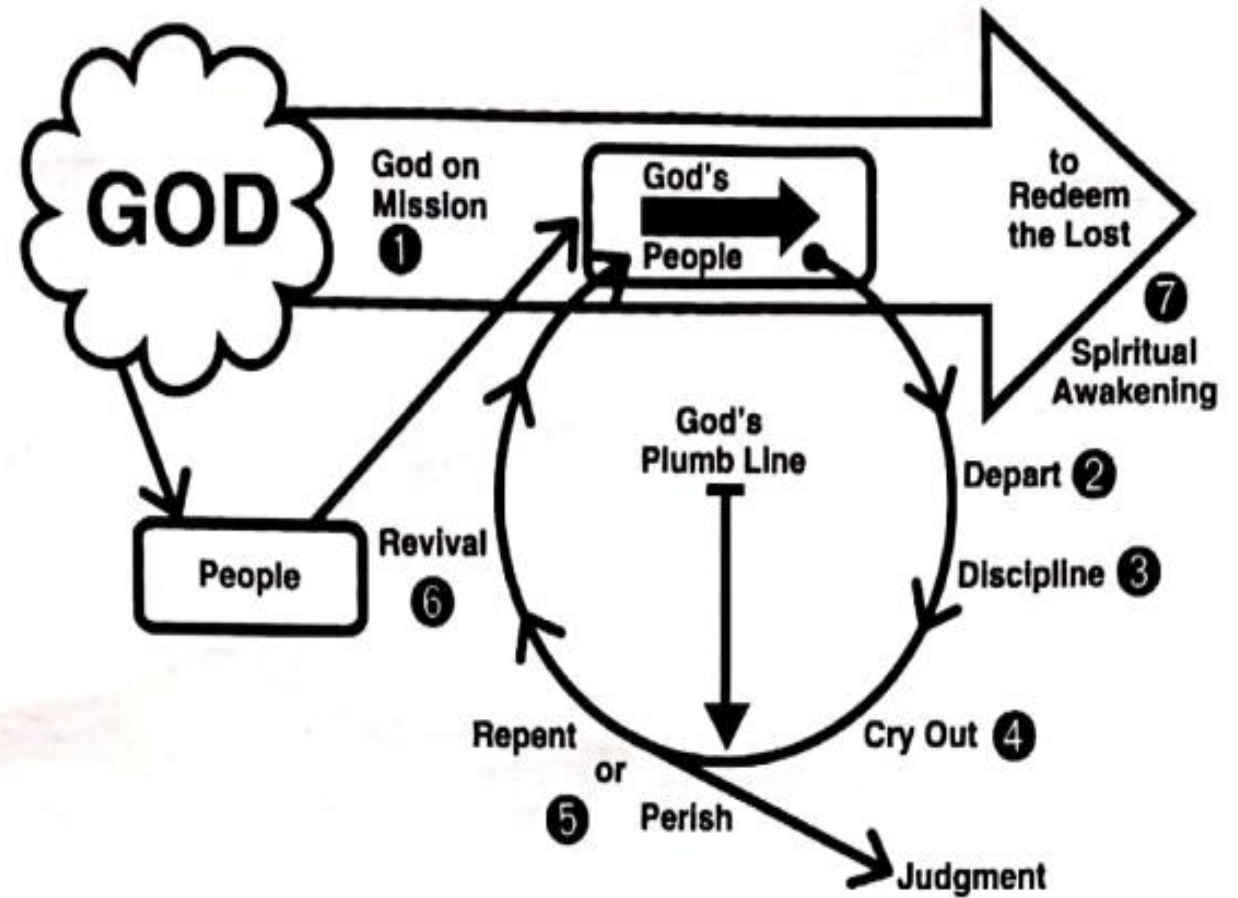 GOD
God on
Mission
1
God's
People
to
Redeem
the Lost
7
Spiritual
Awakening
God's
Plumb Line
Depart 2
Discipline 3
Cry Out 4
Repent
or
5 Perish
Judgment
Revival
6
People